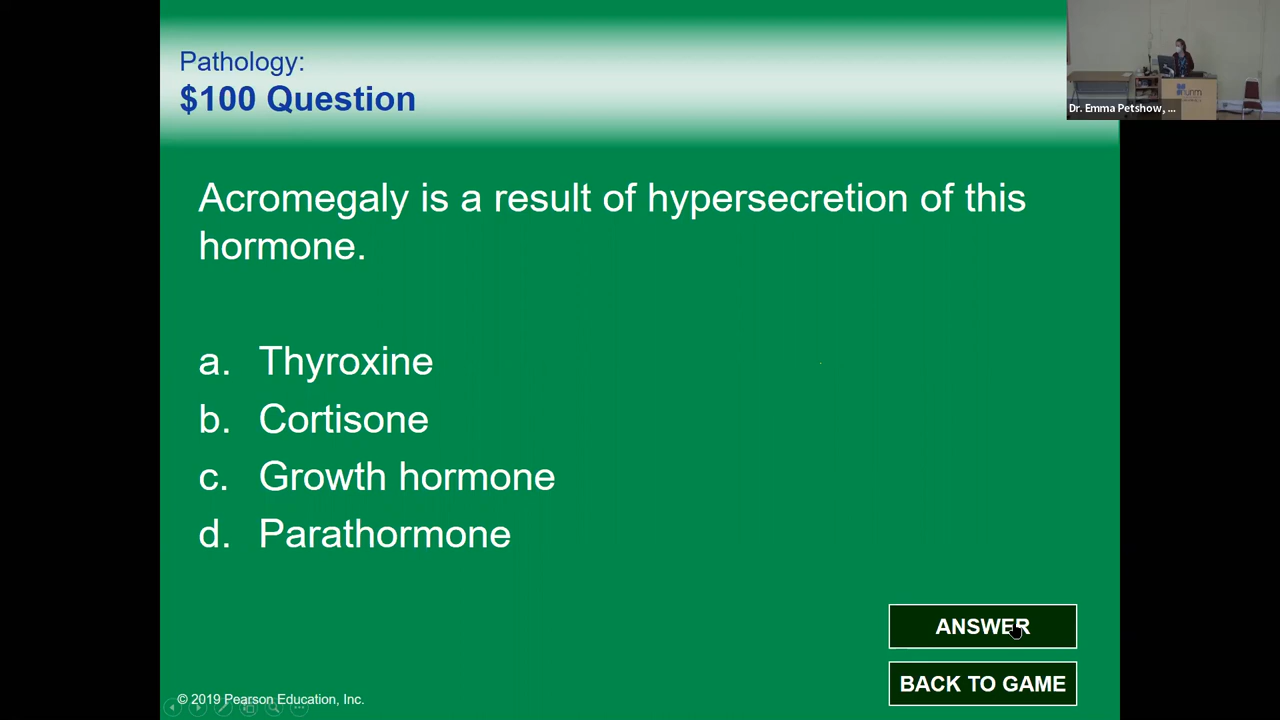 Pathology:
$100 Question
Dr. Emma Petshow, ...
Acromegaly is a result of hypersecretion of this
hormone.
a. Thyroxine
b. Cortisone
c. Growth hormone
d. Parathormone
ANSWER
BACK TO GAME
© 2019 Pearson Education, Inc.